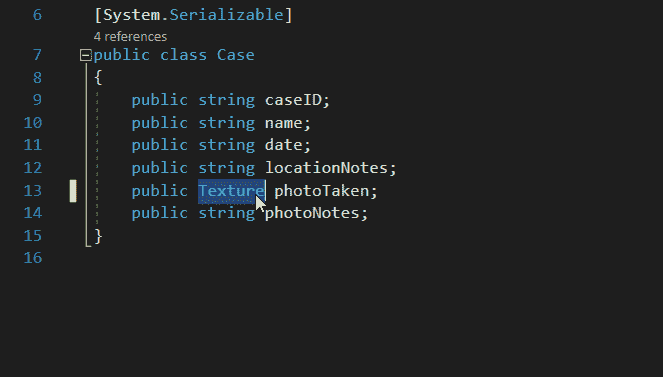 6 [System.Serializable]
4 references
7 public class Case
8 {
9 public string caseID;
10 public string name;
11 public string date;
12 public string locationNotes;
13 public Texture photoTaken;
14 public string photoNotes;
15 }
16